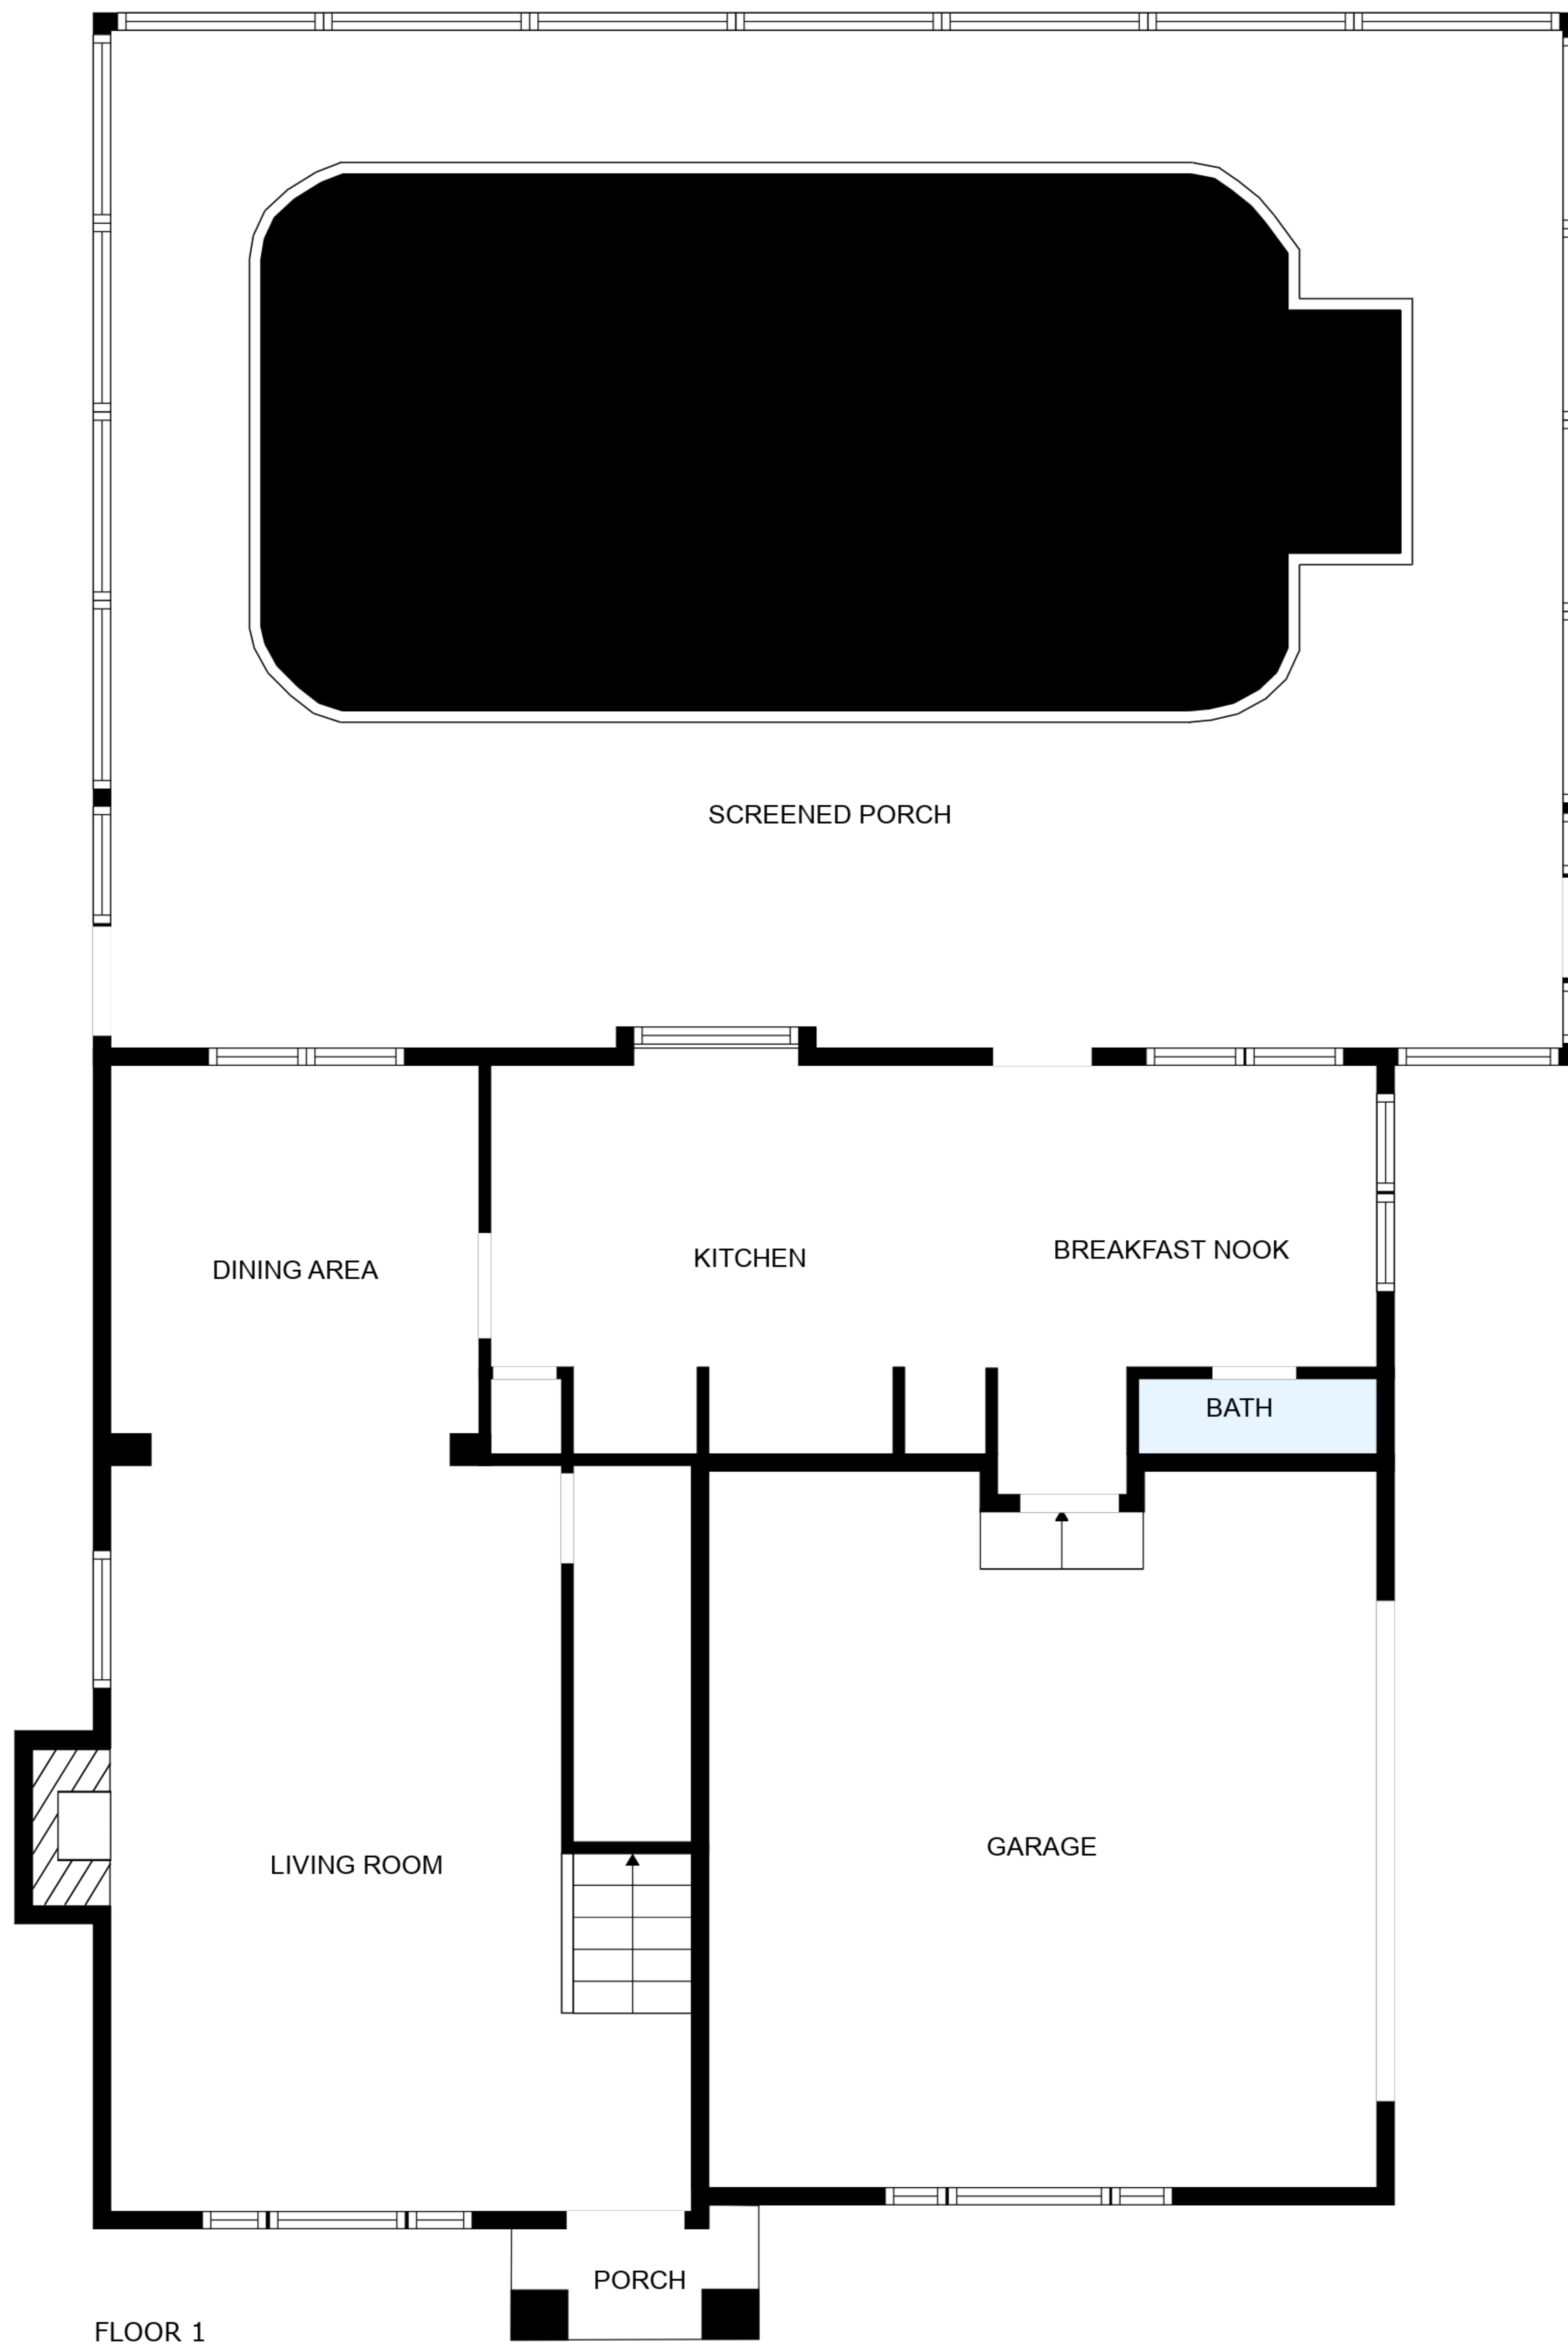 SCREENED PORCH
DINING AREA
KITCHEN
BREAKFAST NOOK
BATH
LIVING ROOM
GARAGE
PORCH
FLOOR 1